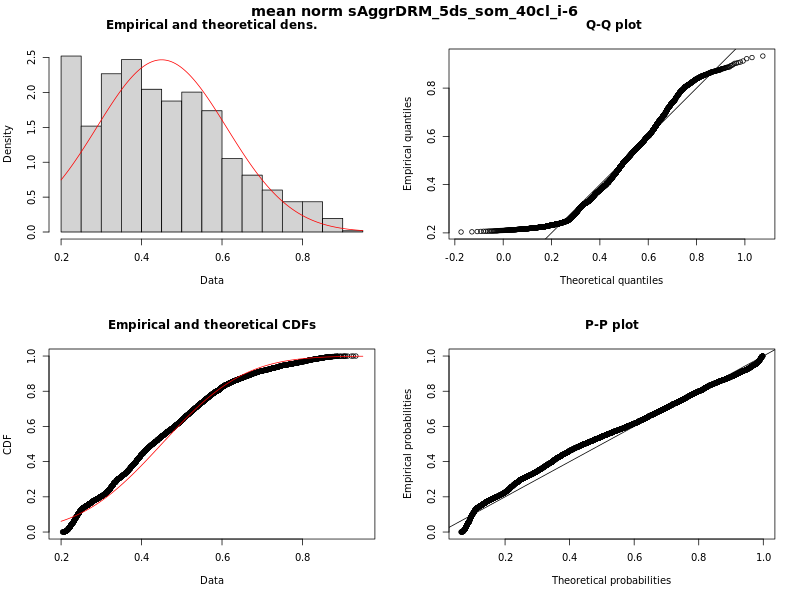 mean norm sAggrDRM_5ds_som_40cl_i-6
Empirical and theoretical dens.
Density
0.0 0.5 1.0 1.5 2.0 2.5
0.2 0.4 0.6 0.8
Data
Q-Q plot
Empirical quantiles
0.2 0.4 0.6 0.8
-0.2 0.0 0.2 0.4 0.6 0.8 1.0
Theoretical quantiles
Empirical and theoretical CDFs
CDF
0.0 0.2 0.4 0.6 0.8 1.0
0.2 0.4 0.6 0.8
Data
P-P plot
Empirical probabilities
0.0 0.2 0.4 0.6 0.8 1.0
0.2 0.4 0.6 0.8 1.0
Theoretical probabilities